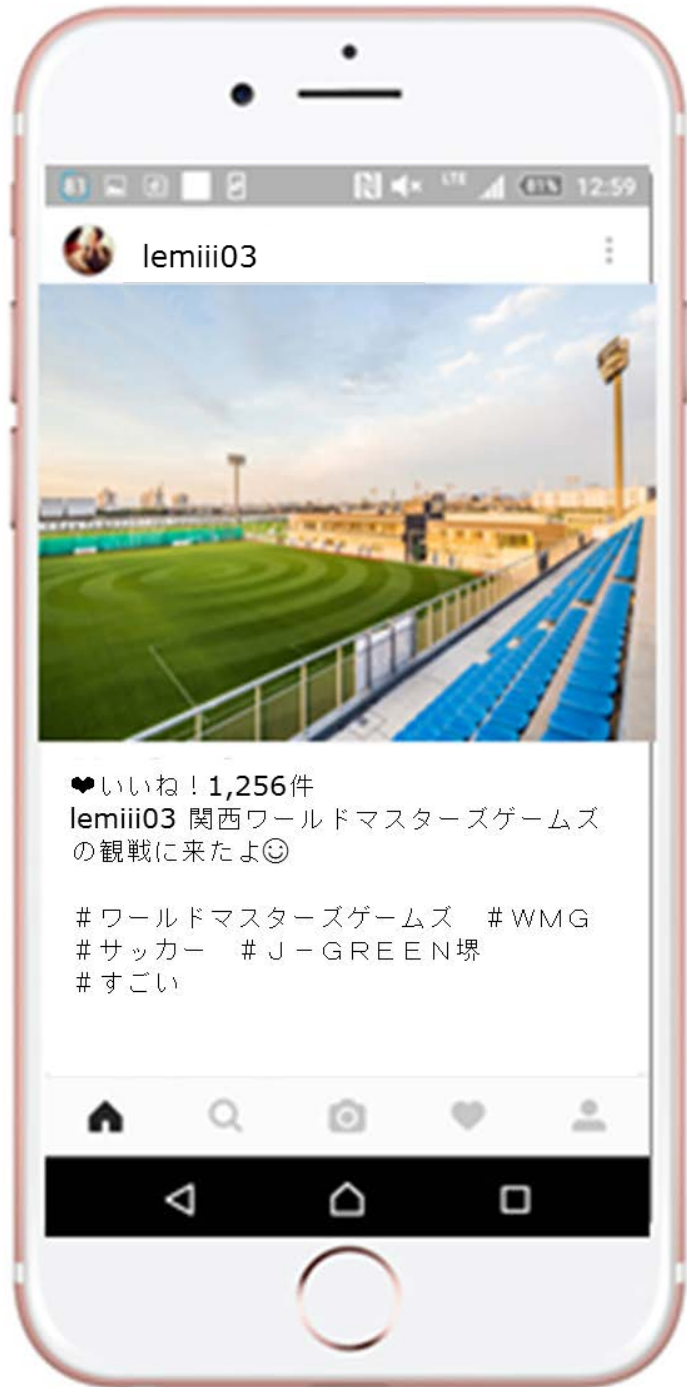 81 LTE 81% 12:59
lemiii03
❤いいね！1,256件
lemiii03 関西ワールドマスターズゲームズ
の観戦に来たよ☺
＃ワールドマスターズゲームズ　＃ＷＭＧ
＃サッカー　＃Ｊ－ＧＲＥＥＮ堺
＃すごい